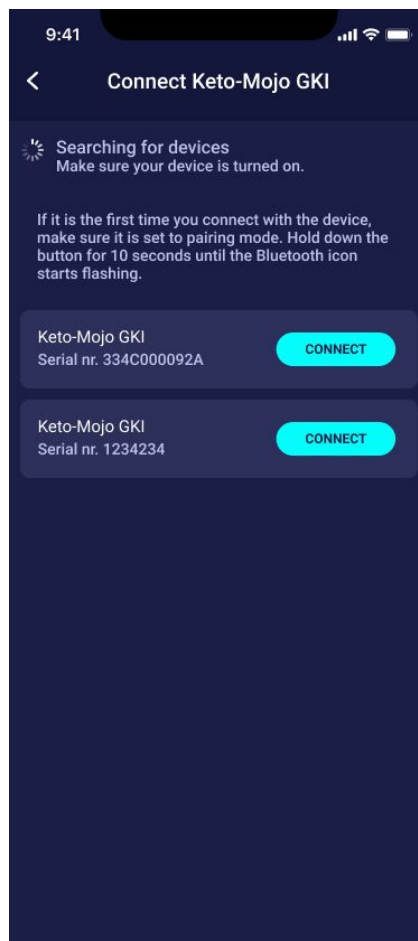 9:41
Connect Keto-Mojo GKI
Searching for devices
Make sure your device is turned on.
If it is the first time you connect with the device,
make sure it is set to pairing mode. Hold down the
button for 10 seconds until the Bluetooth icon
starts flashing.
Keto-Mojo GKI
CONNECT
Serial nr. 334C000092A
Keto-Mojo GKI
CONNECT
Serial nr. 1234234